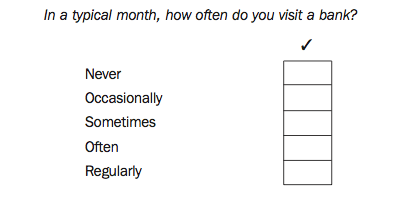 In a typical month, how often do you visit a bank?
✓
Never
Occasionally
Sometimes
Often
Regularly